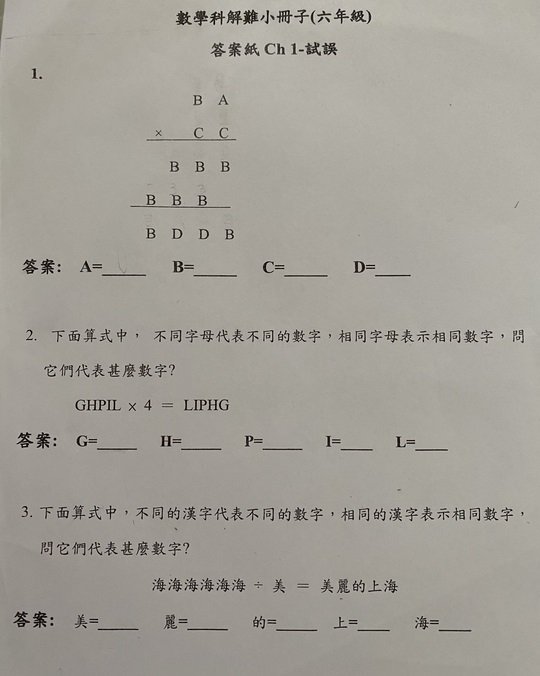 數學科解難小冊子(六年級)
答案紙 Ch 1-試誤
1.
B A
× C C
B B B
B B B
B D D B
答案: A=_____ B=_____ C=_____ D=____
2. 下面算式中, 不同字母代表不同的數字,相同字母表示相同數字,問
它們代表甚麼數字?
GHPIL × 4 = LIPHG
答案: G=_____ H=_____ P=_____ I=____ L=____
3. 下面算式中,不同的漢字代表不同的數字,相同的漢字表示相同數字,
問它們代表甚麼數字?
海海海海海海 ÷ 美 = 美麗的上海
答案: 美=_____ 麗=_____ 的=_____ 上=____ 海=____